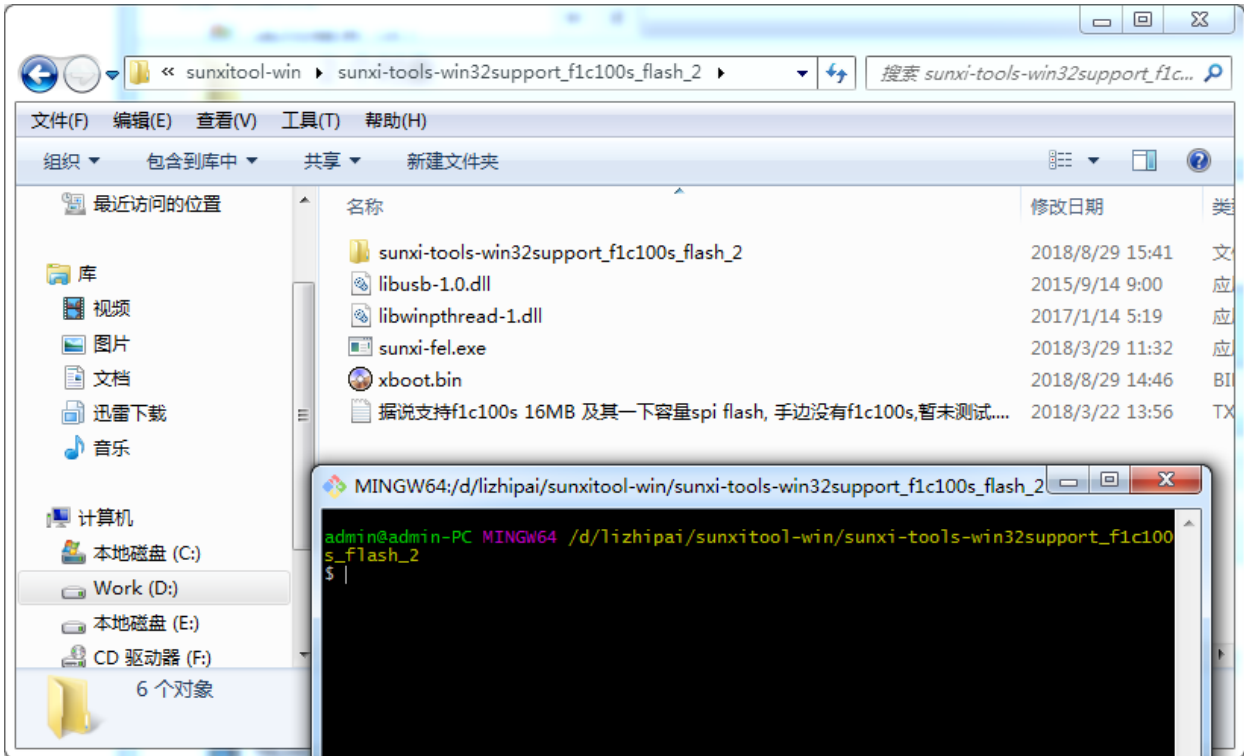 « sunxitool-win ▸ sunxi-tools-win32support_f1c100s_flash_2 ▸
搜索 sunxi-tools-win32support_f1c...
文件(F) 编辑(E) 查看(V) 工具(T) 帮助(H)
组织 包含到库中 共享 新建文件夹
最近访问的位置
库
视频
图片
文档
迅雷下载
音乐
计算机
本地磁盘 (C:)
Work (D:)
本地磁盘 (E:)
CD 驱动器 (F:)
名称 修改日期 类
sunxi-tools-win32support_f1c100s_flash_2 2018/8/29 15:41 文
libusb-1.0.dll 2015/9/14 9:00 应
libwinpthread-1.dll 2017/1/14 5:19 应
sunxi-fel.exe 2018/3/29 11:32 应
xboot.bin 2018/8/29 14:46 BI
据说支持f1c100s 16MB 及其一下容量spi flash, 手边没有f1c100s,暂未测试.... 2018/3/22 13:56 TX
MINGW64:/d/lizhipai/sunxitool-win/sunxi-tools-win32support_f1c100s_flash_2
admin@admin-PC MINGW64 /d/lizhipai/sunxitool-win/sunxi-tools-win32support_f1c100
s_flash_2
$
6 个对象